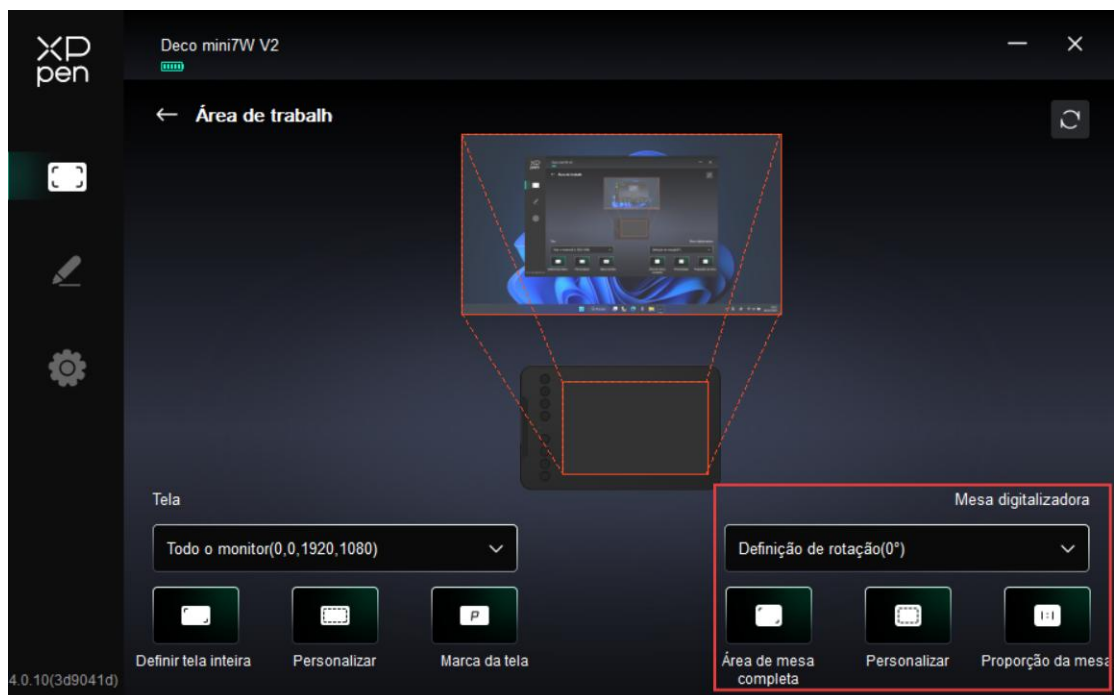 XP
pen
Deco mini7W V2
Área de trabalh
Tela
Mesa digitalizadora
Todo o monitor(0,0,1920,1080)
Definição de rotação(0°)
P
1:1
Definir tela inteira
Personalizar
Marca da tela
Área de mesa
completa
Personalizar
Proporção da mesa
4.0.10(3d9041d)